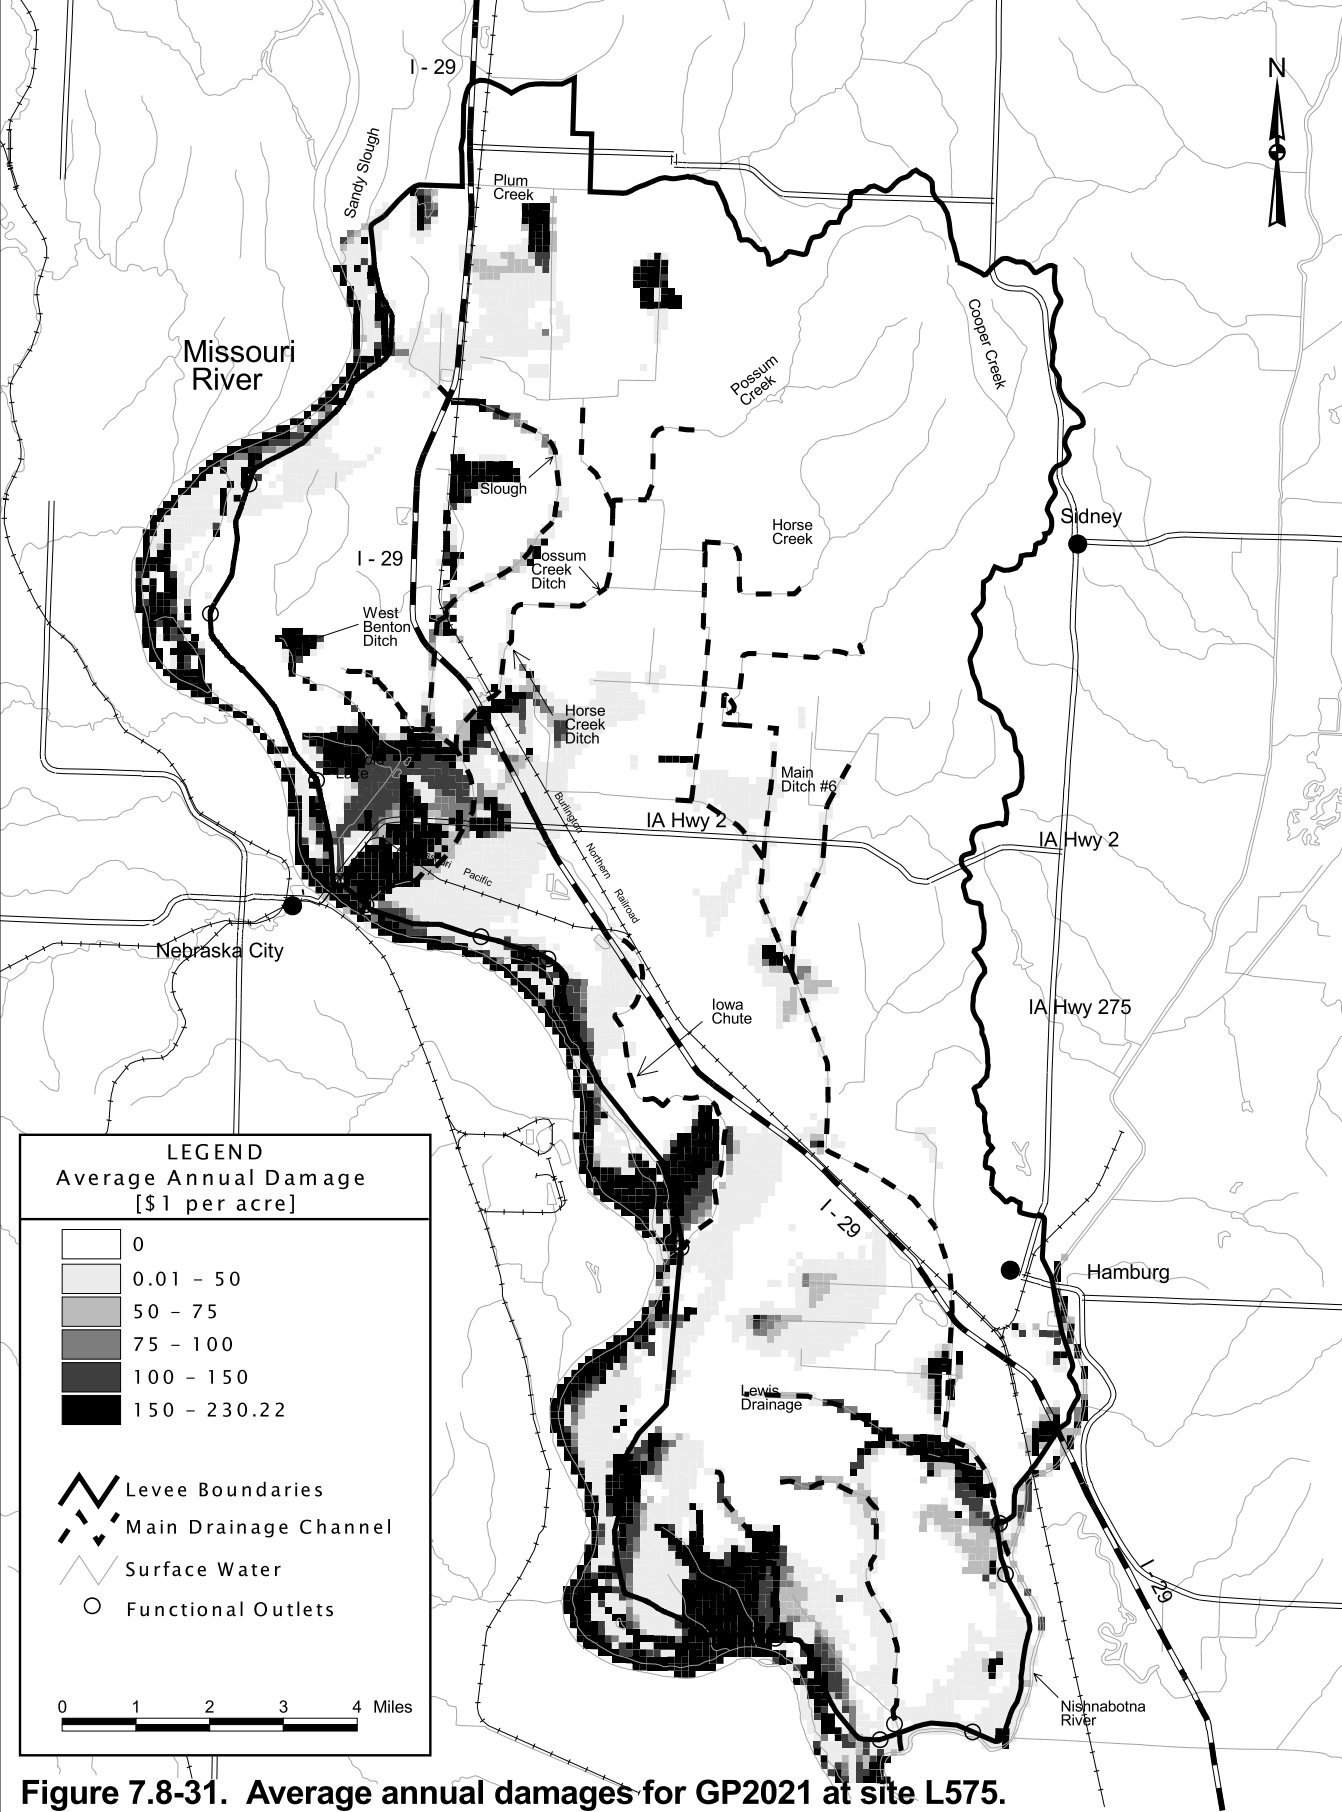 I - 29
N
Sandy Slough
Plum
Creek
Cooper Creek
Missouri
River
Possum
Creek
Slough
Sidney
Horse
Creek
I - 29
ossum
Creek
Ditch
West
Benton
Ditch
Horse
Creek
Ditch
Lake
Main
Ditch #6
Burlington
Northern
Railroad
IA Hwy 2
IA Hwy 2
Pacific
Nebraska City
Iowa
Chute
IA Hwy 275
LEGEND
Average Annual Damage
[$1 per acre]
0
0.01 – 50
50 – 75
75 – 100
100 – 150
150 – 230.22
Levee Boundaries
Main Drainage Channel
Surface Water
Functional Outlets
0 1 2 3 4 Miles
I - 29
Hamburg
Lewis
Drainage
I - 29
Nishnabotna
River
Figure 7.8-31. Average annual damages for GP2021 at site L575.